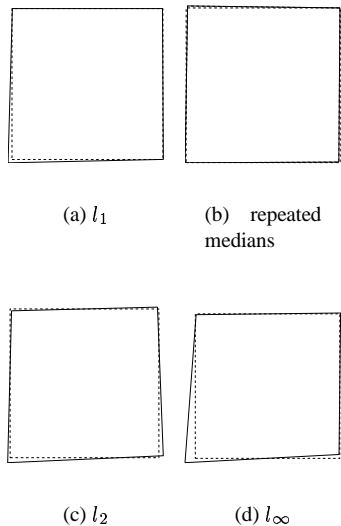 (a) l₁
(b) repeated
medians
(c) l₂
(d) l∞